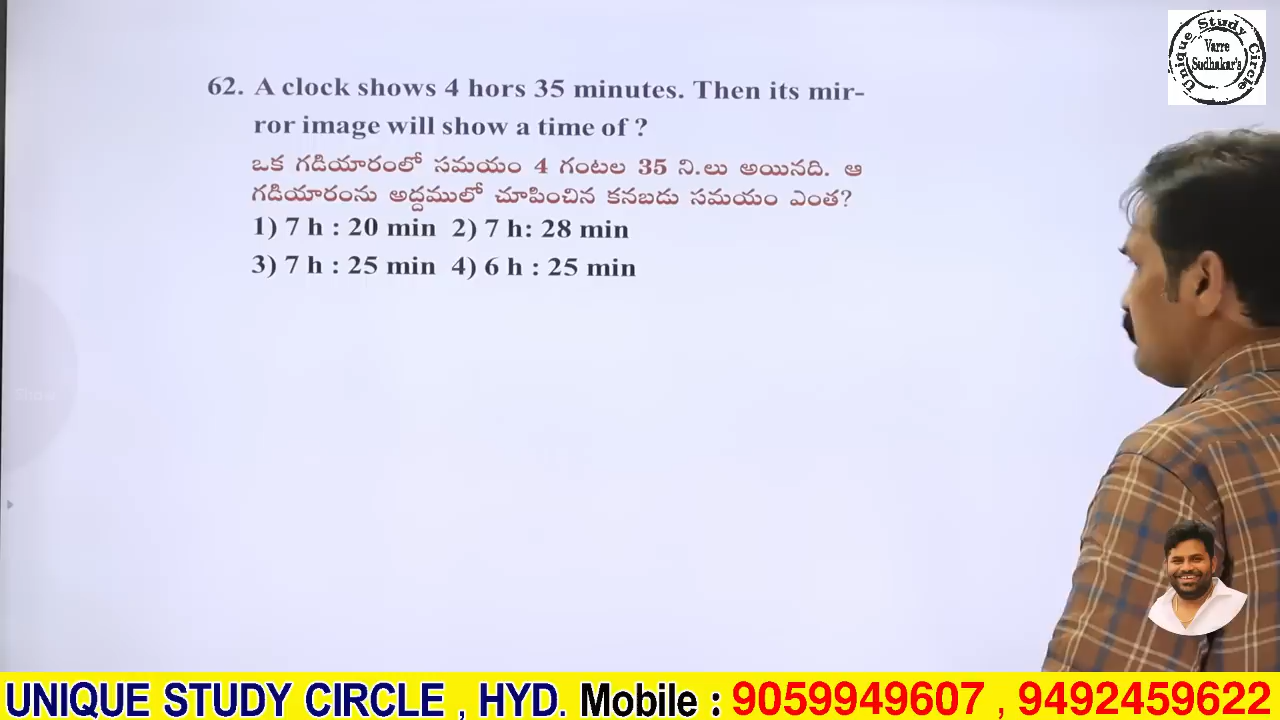 Unique Study Circle
Varre
Sudhakar's
62. A clock shows 4 hors 35 minutes. Then its mir-
ror image will show a time of ?
ఒక గడియారంలో సమయం 4 గంటల 35 ని.లు అయినది. ఆ
గడియారంను అద్దములో చూపించిన కనబడు సమయం ఎంత?
1) 7 h : 20 min 2) 7 h: 28 min
3) 7 h : 25 min 4) 6 h : 25 min
UNIQUE STUDY CIRCLE , HYD. Mobile : 9059949607 , 9492459622